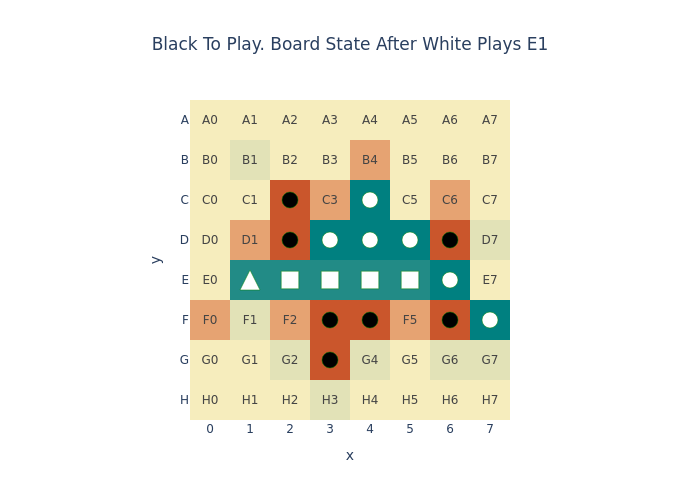 Black To Play. Board State After White Plays E1
A A0 A1 A2 A3 A4 A5 A6 A7
B B0 B1 B2 B3 B4 B5 B6 B7
C C0 C1 C3 C5 C6 C7
D D0 D1 D7
E E0 E7
F F0 F1 F2 F5
G G0 G1 G2 G4 G5 G6 G7
H H0 H1 H2 H3 H4 H5 H6 H7
0 1 2 3 4 5 6 7
x
y